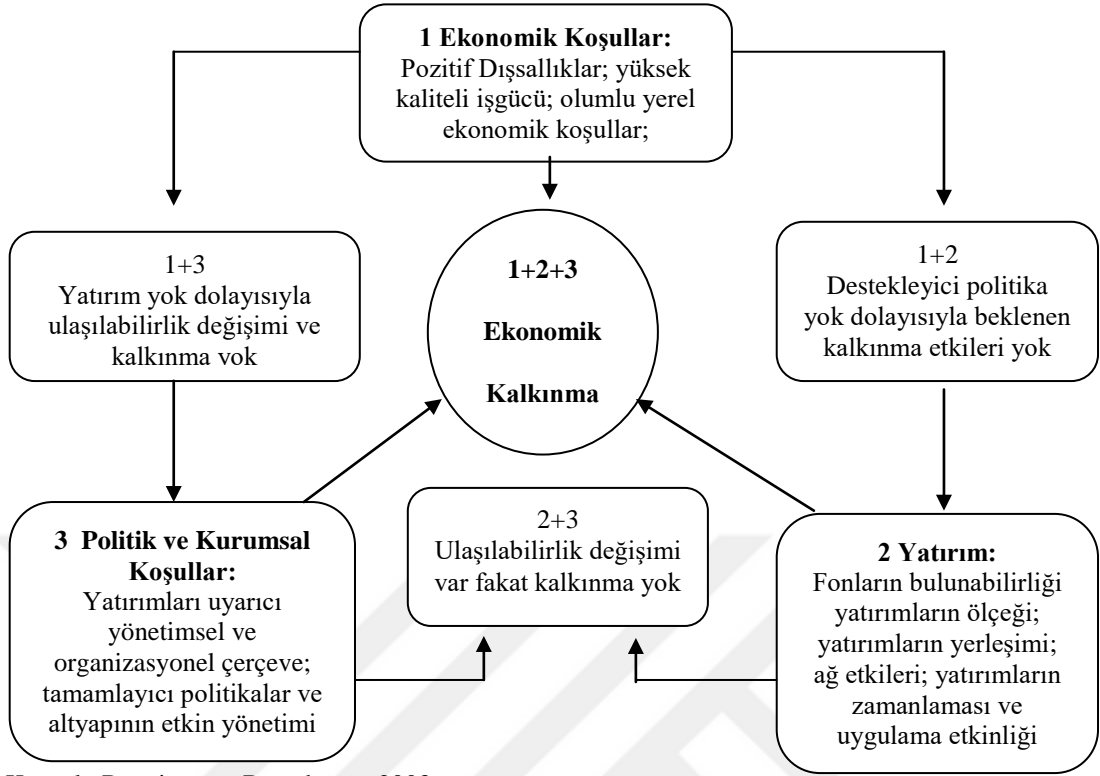 1 Ekonomik Koşullar:
Pozitif Dışsallıklar; yüksek
kaliteli işgücü; olumlu yerel
ekonomik koşullar;
1+3
Yatırım yok dolayısıyla
ulaşılabilirlik değişimi ve
kalkınma yok
1+2+3
Ekonomik
Kalkınma
1+2
Destekleyici politika
yok dolayısıyla beklenen
kalkınma etkileri yok
3 Politik ve Kurumsal
Koşullar:
Yatırımları uyarıcı
yönetimsel ve
organizasyonel çerçeve;
tamamlayıcı politikalar ve
altyapının etkin yönetimi
2+3
Ulaşılabilirlik değişimi
var fakat kalkınma yok
2 Yatırım:
Fonların bulunabilirliği
yatırımların ölçeği;
yatırımların yerleşimi;
ağ etkileri; yatırımların
zamanlaması ve
uygulama etkinliği